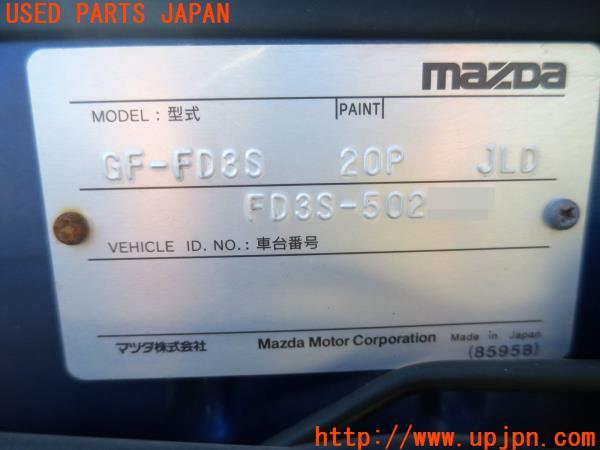 USED PARTS JAPAN
mazda
MODEL : 型式 PAINT
GF-FD3S 20P JLD
FD3S-502
VEHICLE ID. NO. : 車台番号
マツダ株式会社 Mazda Motor Corporation Made in Japan
(85958)
UPJ http://www.upjpn.com